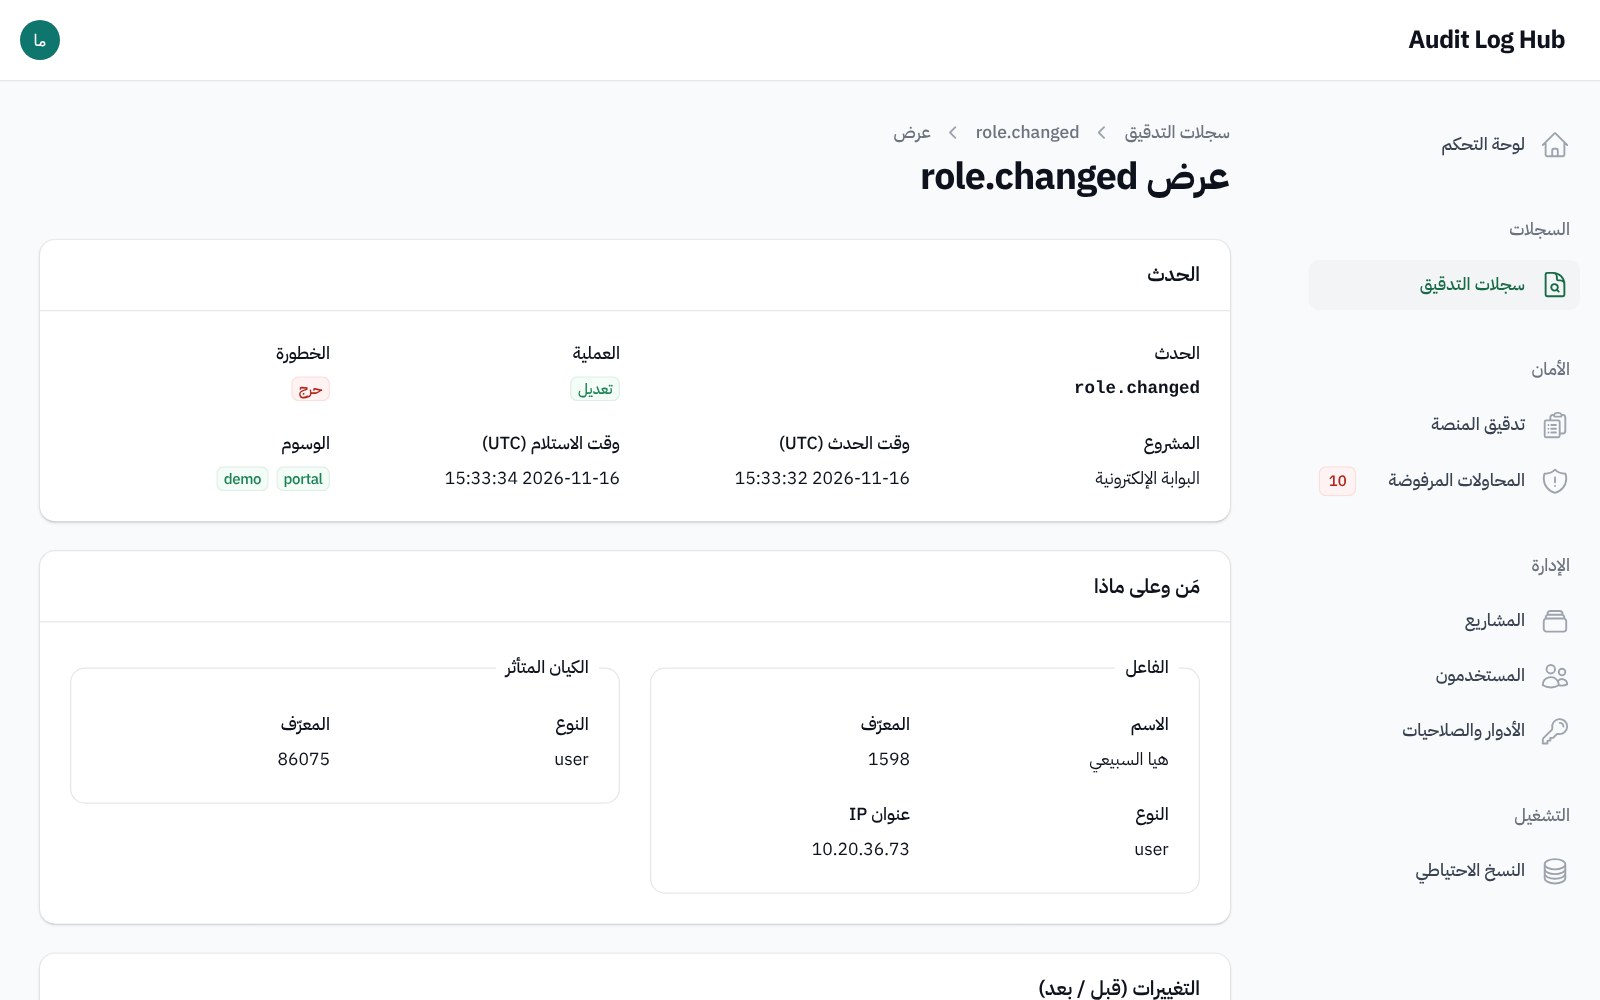 Audit Log Hub
ما
لوحة التحكم
السجلات
سجلات التدقيق
الأمان
تدقيق المنصة
المحاولات المرفوضة 10
الإدارة
المشاريع
المستخدمون
الأدوار والصلاحيات
التشغيل
النسخ الاحتياطي
سجلات التدقيق role.changed عرض
عرض role.changed
الحدث
الحدث العملية الخطورة
role.changed تعديل حرج
المشروع وقت الحدث (UTC) وقت الاستلام (UTC) الوسوم
البوابة الإلكترونية 2026-11-16 15:33:32 2026-11-16 15:33:34 portal demo
مَن وعلى ماذا
الفاعل
الاسم المعرّف
هيا السبيعي 1598
النوع عنوان IP
user 10.20.36.73
الكيان المتأثر
النوع المعرّف
user 86075
التغييرات (قبل / بعد)